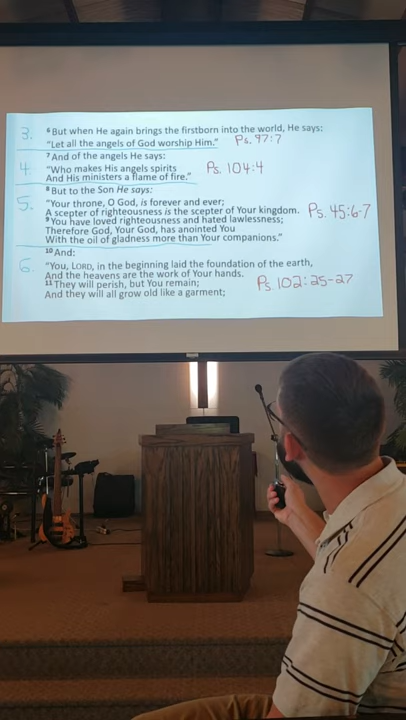 3. ⁶But when He again brings the firstborn into the world, He says:
"Let all the angels of God worship Him." Ps. 97:7
⁷And of the angels He says:
4. "Who makes His angels spirits Ps. 104:4
And His ministers a flame of fire."
⁸But to the Son He says:
5. "Your throne, O God, is forever and ever;
A scepter of righteousness is the scepter of Your kingdom. Ps. 45:6-7
⁹You have loved righteousness and hated lawlessness;
Therefore God, Your God, has anointed You
With the oil of gladness more than Your companions."
¹⁰And:
6. "You, LORD, in the beginning laid the foundation of the earth,
And the heavens are the work of Your hands.
¹¹They will perish, but You remain; Ps. 102:25-27
And they will all grow old like a garment;